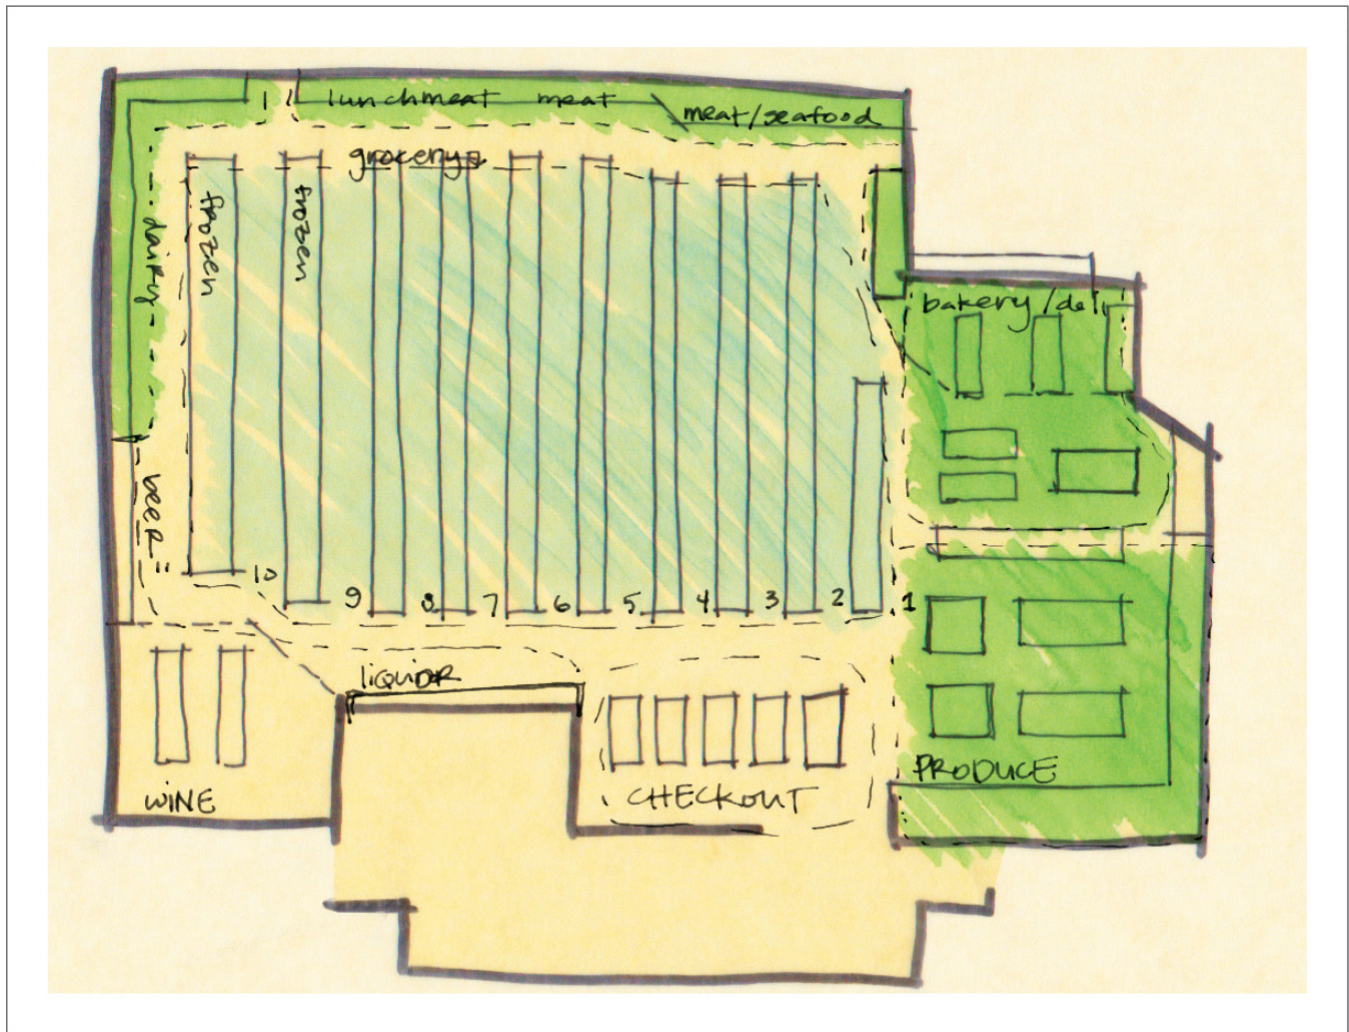 lunchmeat meat
meat/seafood
grocery
frozen
frozen
dairy
bakery/deli
beer
10
9
8
7
6
5
4
3
2
1
liquor
WINE
CHECKOUT
PRODUCE